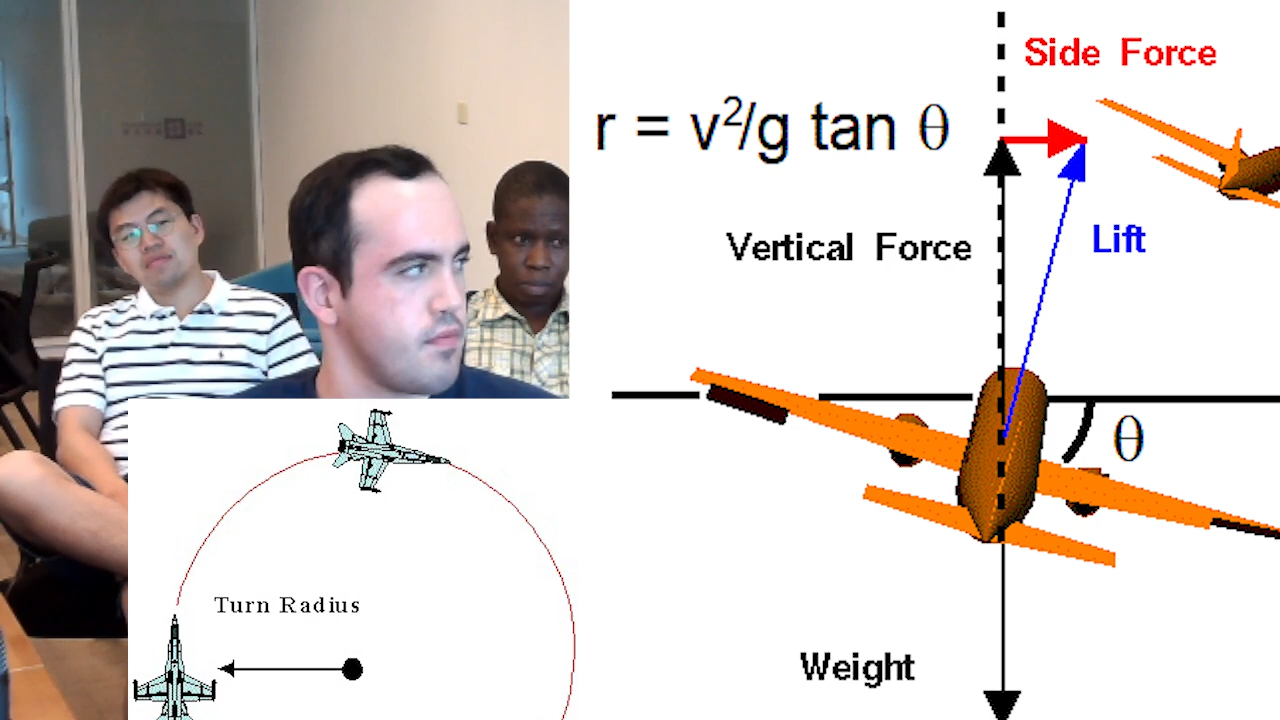 Side Force
r = v²/g tan θ
Vertical Force
Lift
θ
Turn Radius
Weight